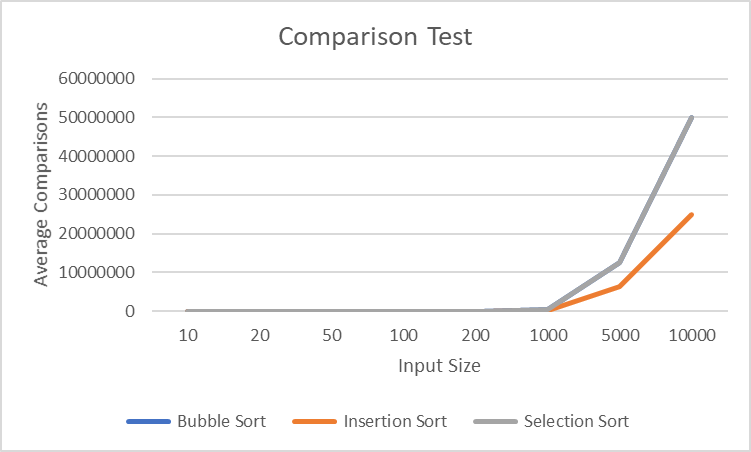 Comparison Test
Average Comparisons
60000000
50000000
40000000
30000000
20000000
10000000
0
10 20 50 100 200 1000 5000 10000
Input Size
Bubble Sort Insertion Sort Selection Sort